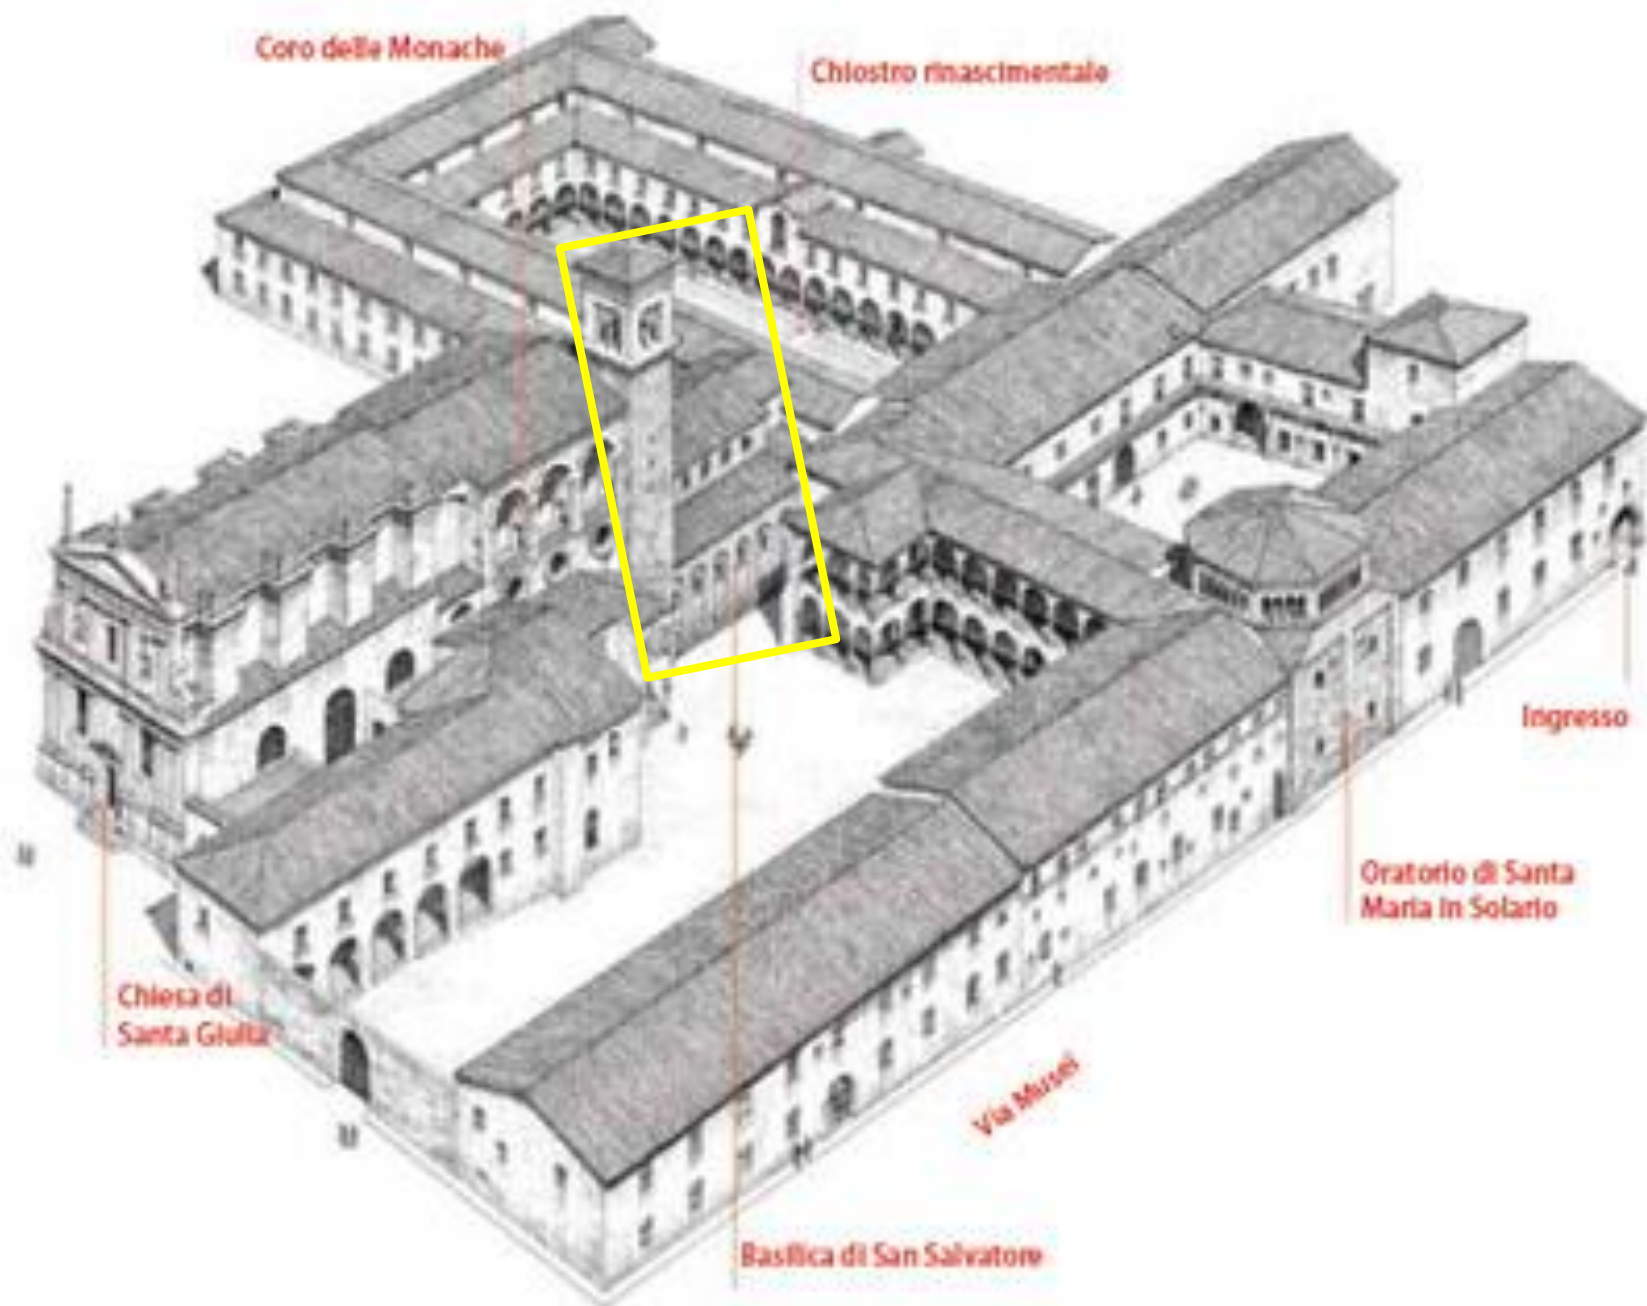 Coro delle Monache
Chiostro rinascimentale
Ingresso
Oratorio di Santa
Maria in Solario
Chiesa di
Santa Giulia
Via Musei
Basilica di San Salvatore